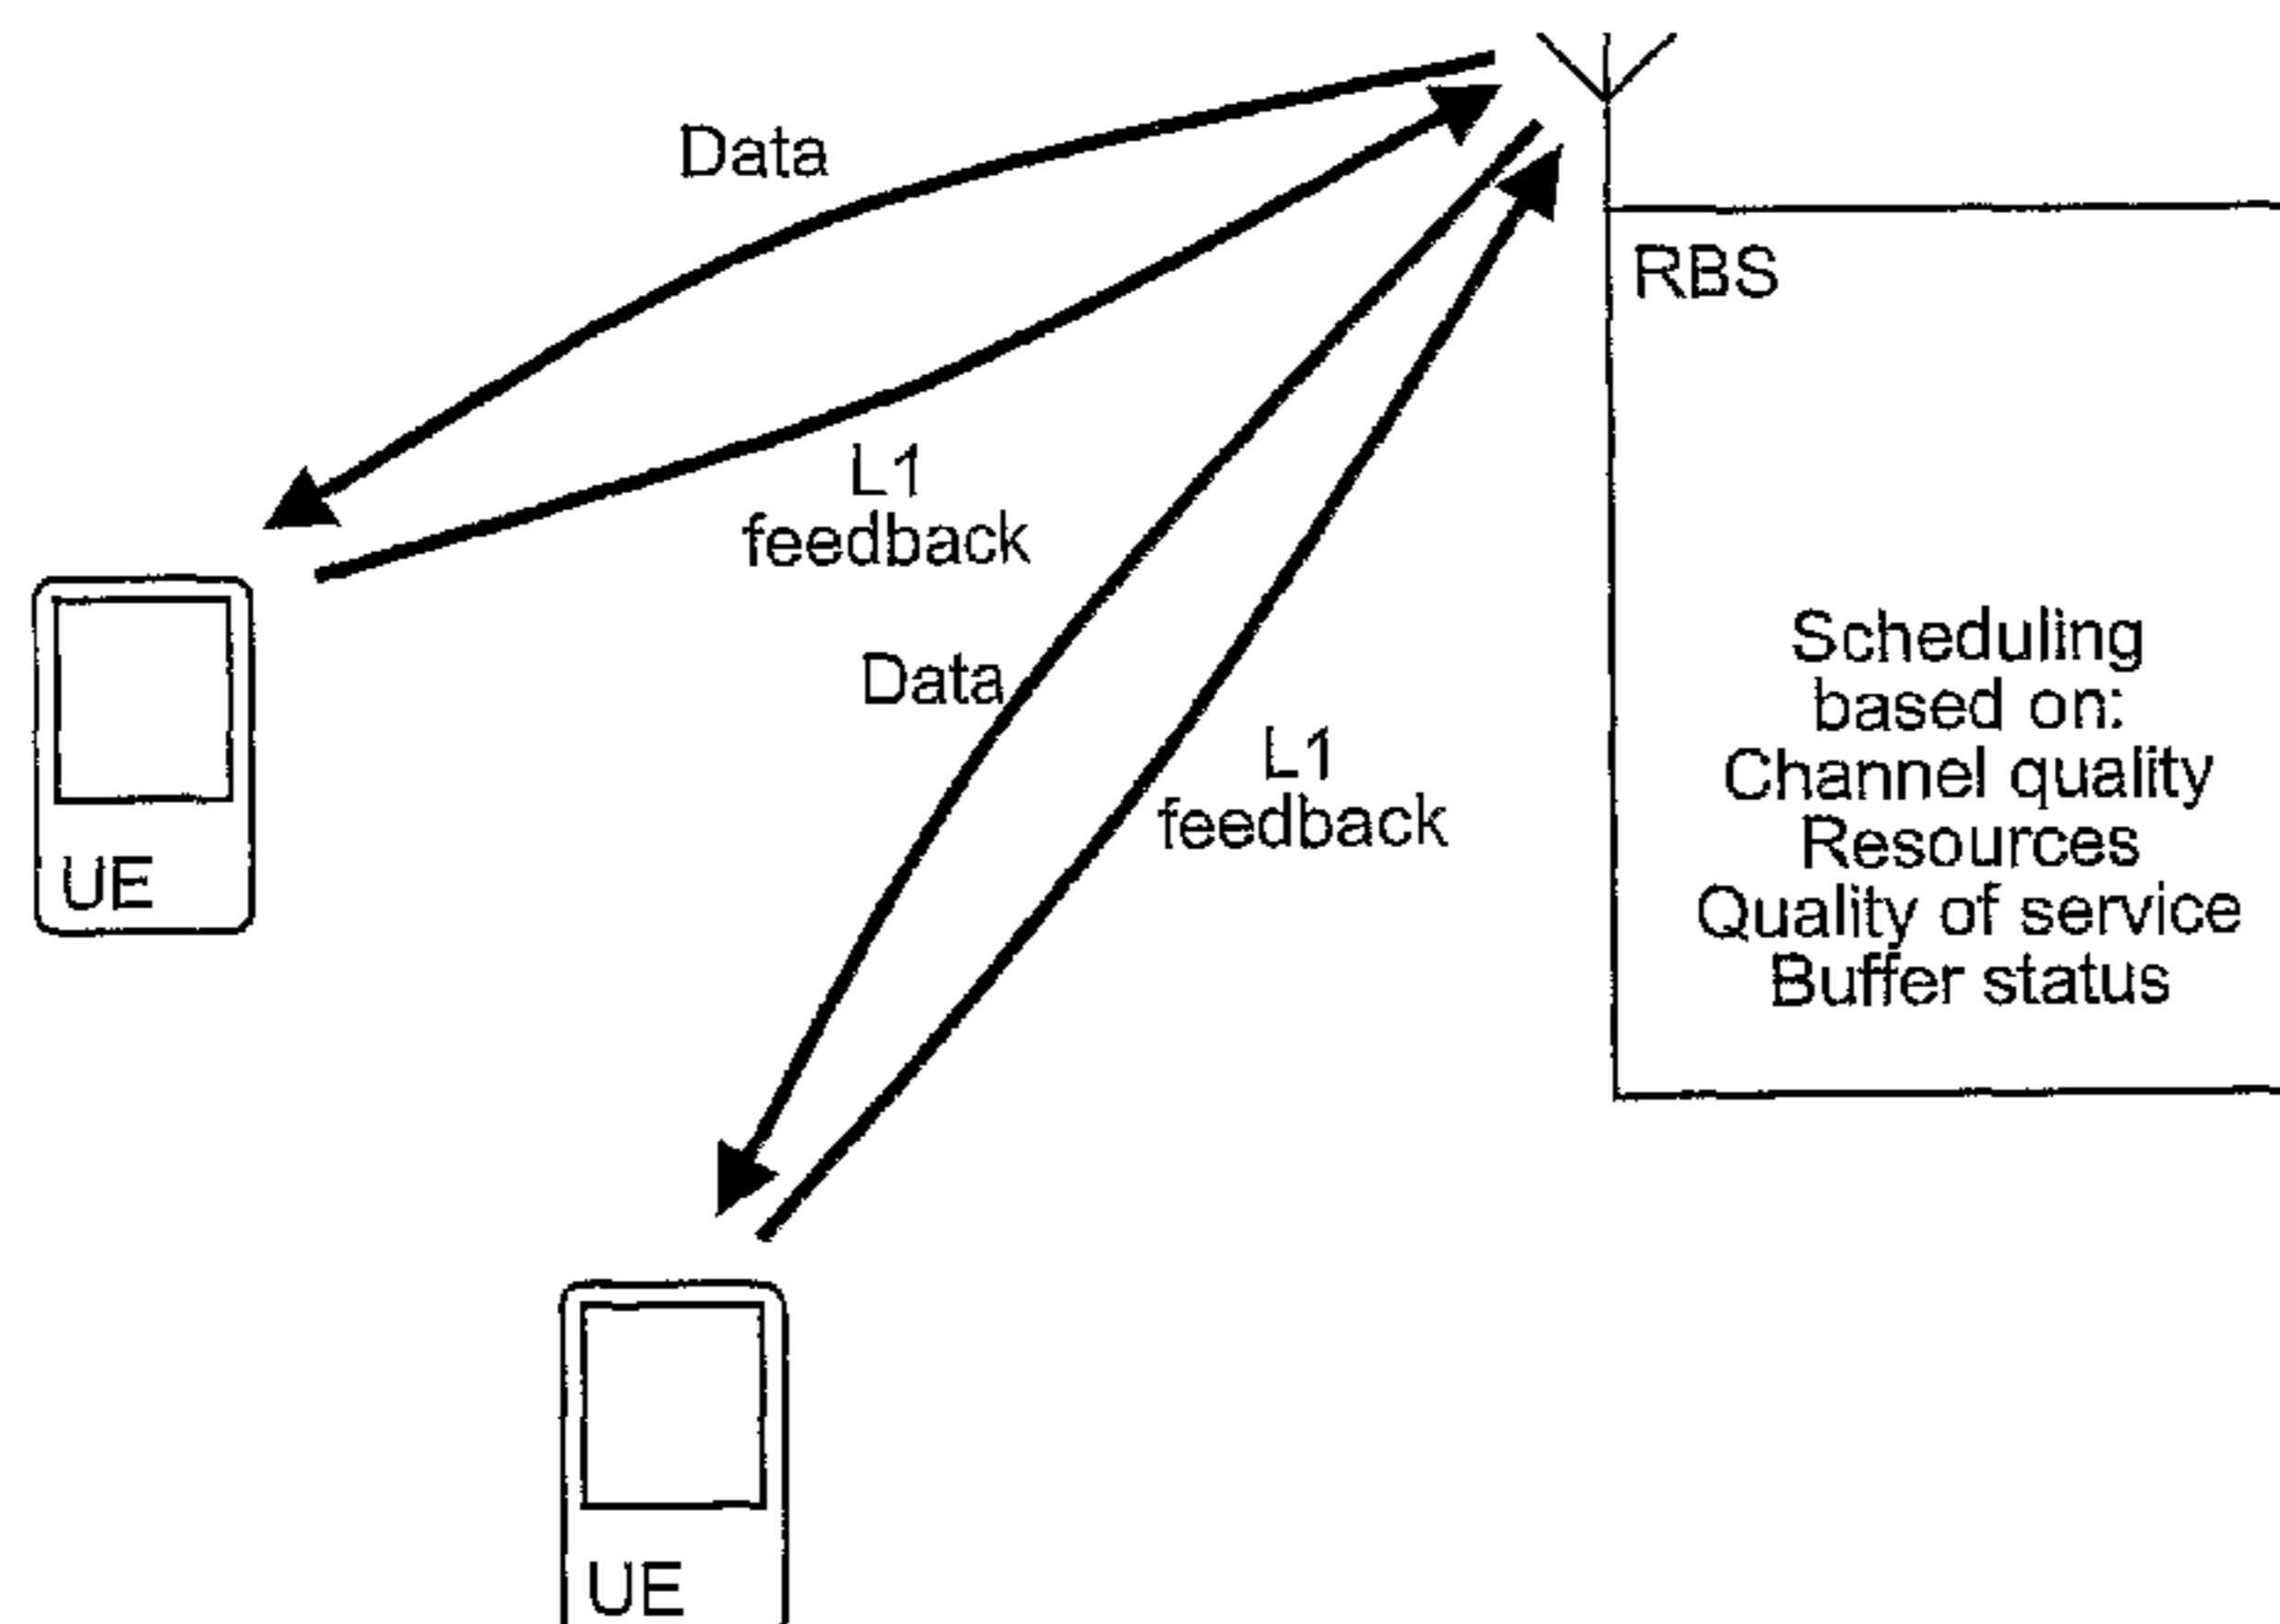 Data
RBS
L1
feedback
Data
L1
feedback
UE
Scheduling
based on:
Channel quality
Resources
Quality of service
Buffer status
UE